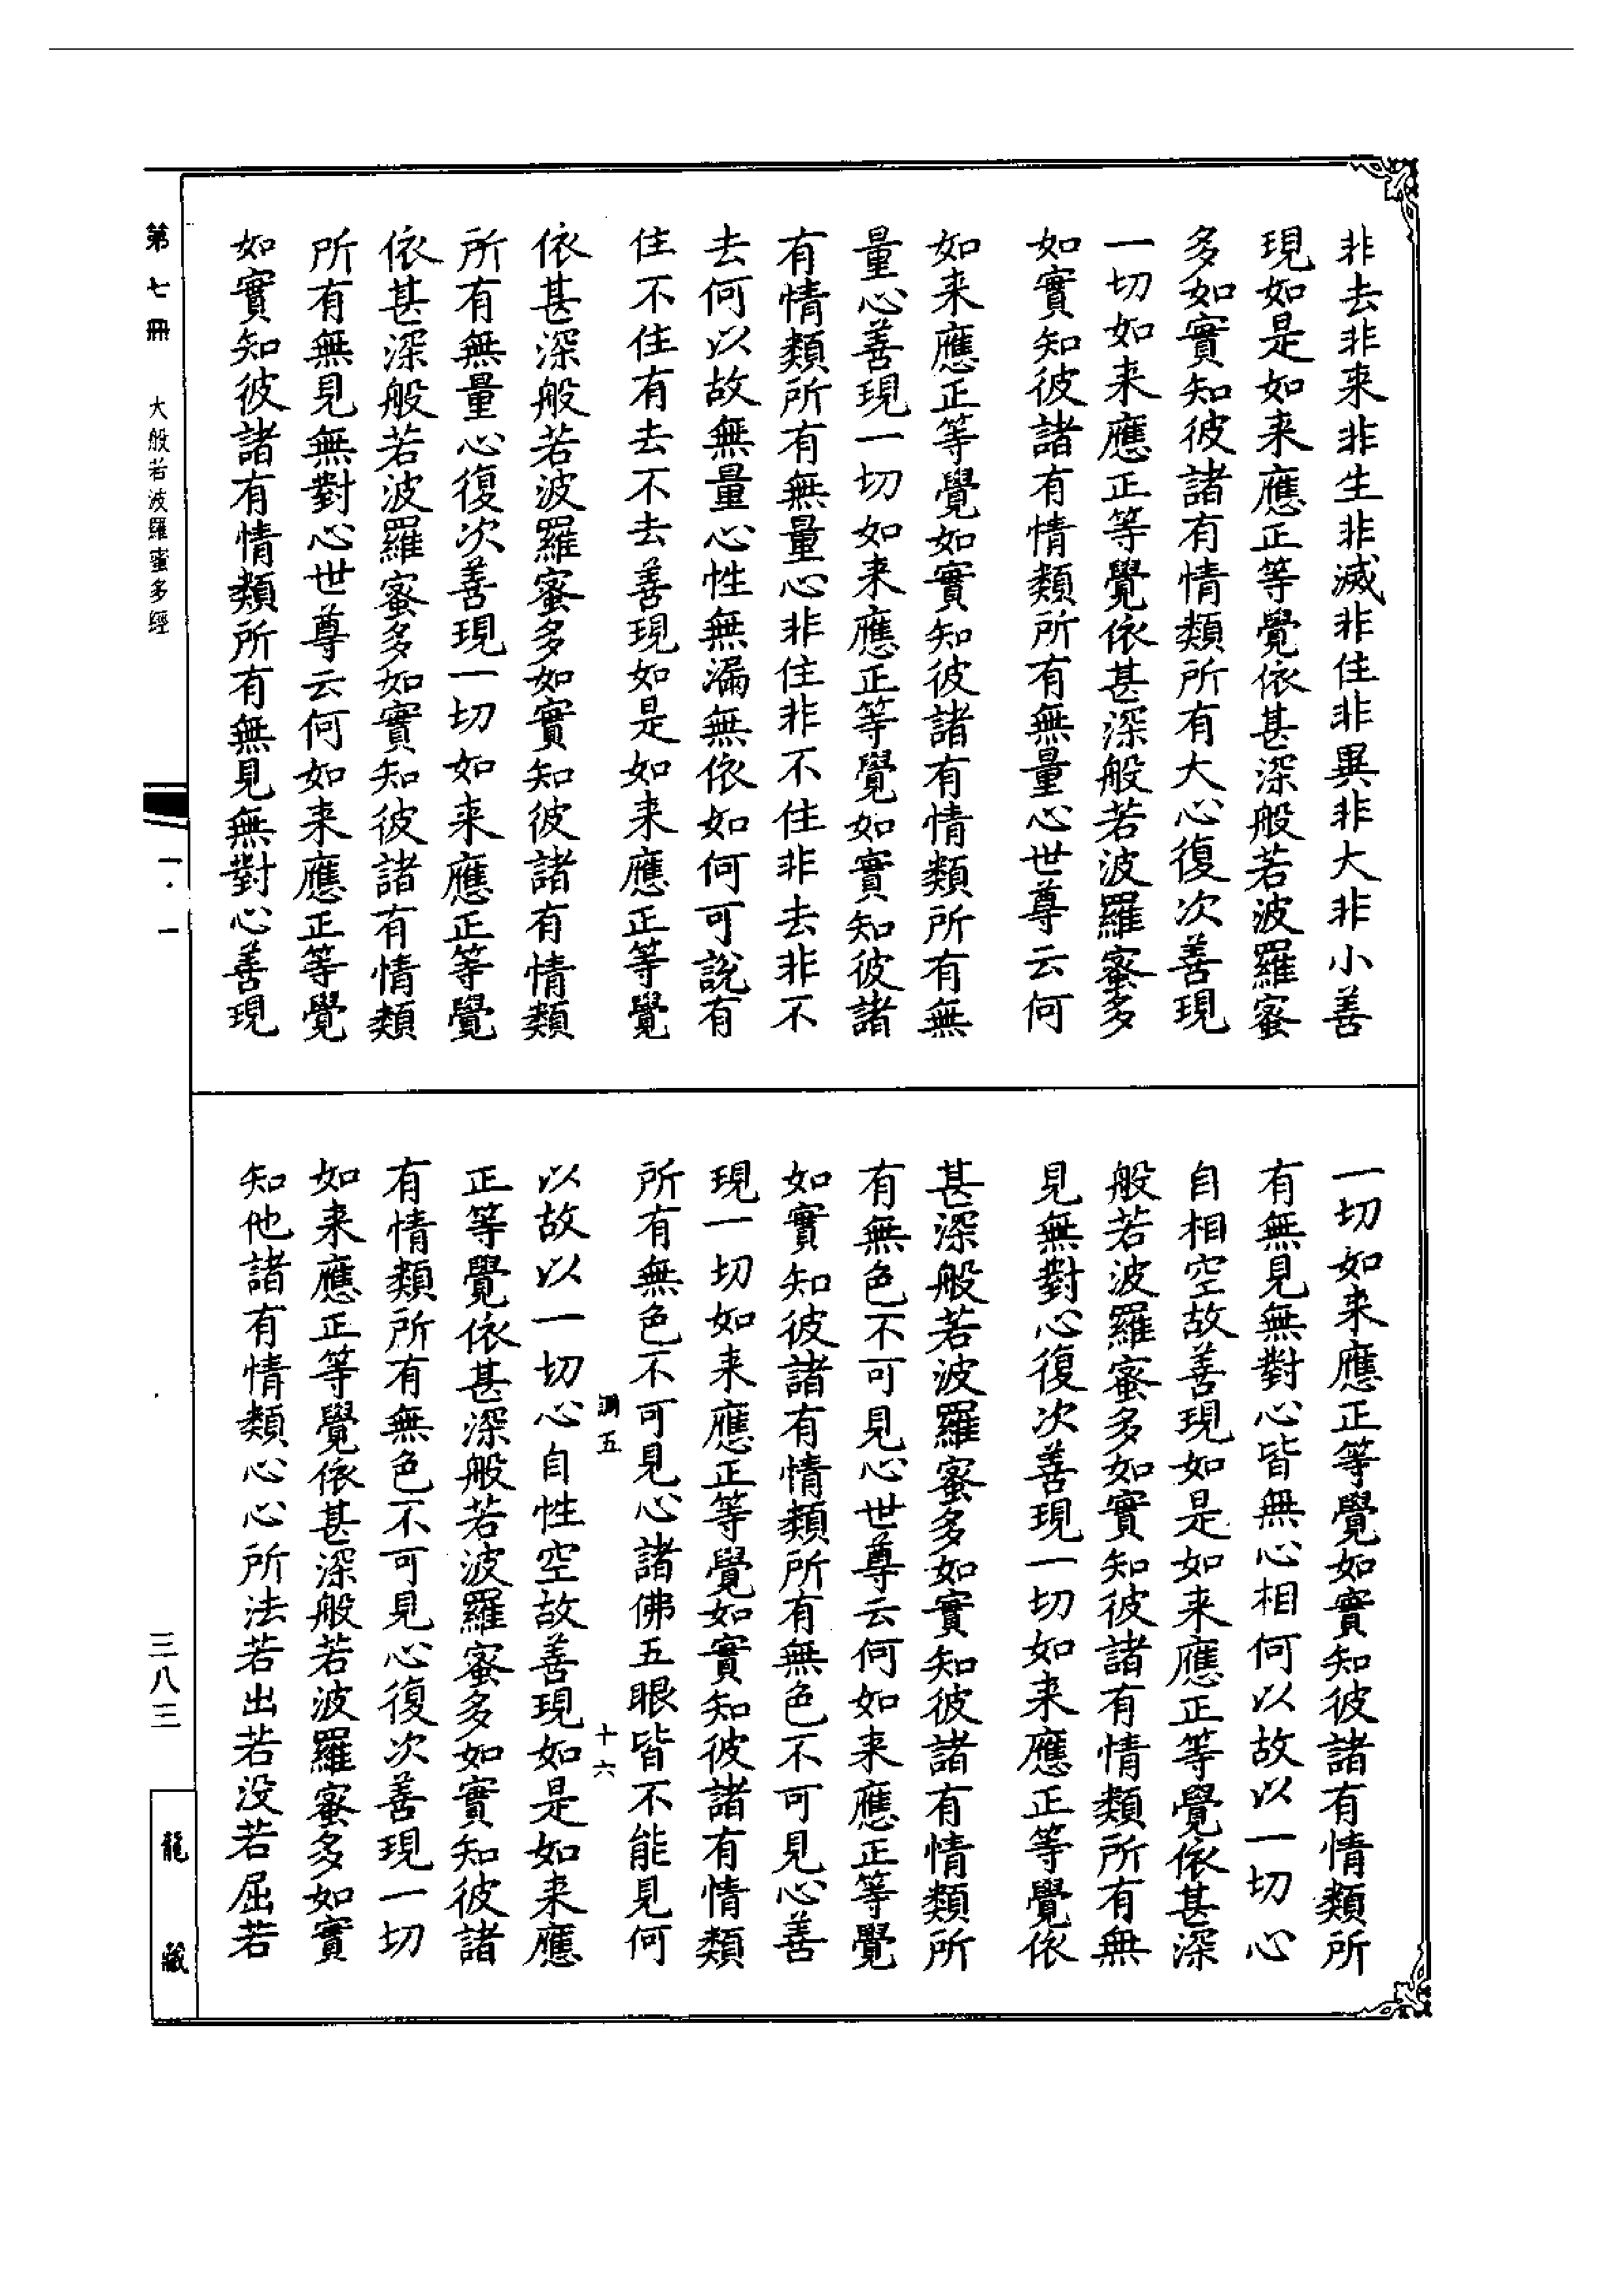 非去非来非生非滅非住非異非大非小善
現如是如来應正等覺依甚深般若波羅蜜
多如實知彼諸有情類所有大心復次善現
一切如来應正等覺依甚深般若波羅蜜多
如實知彼諸有情類所有無量心世尊云何
如来應正等覺如實知彼諸有情類所有無
量心善現一切如来應正等覺如實知彼諸
有情類所有無量心非住非不住非去非不
去何以故無量心性無漏無依如何可說有
住不住有去不去善現如是如来應正等覺
依甚深般若波羅蜜多如實知彼諸有情類
所有無量心復次善現一切如来應正等覺
依甚深般若波羅蜜多如實知彼諸有情類
所有無見無對心世尊云何如来應正等覺
如實知彼諸有情類所有無見無對心善現
一切如来應正等覺如實知彼諸有情類所
有無見無對心皆無心相何以故以一切心
自相空故善現如是如来應正等覺依甚深
般若波羅蜜多如實知彼諸有情類所有無
見無對心復次善現一切如来應正等覺依
甚深般若波羅蜜多如實知彼諸有情類所
有無色不可見心世尊云何如来應正等覺
如實知彼諸有情類所有無色不可見心善
現一切如来應正等覺如實知彼諸有情類
所有無色不可見心諸佛五眼皆不能見何
調五 十六
以故以一切心自性空故善現如是如来應
正等覺依甚深般若波羅蜜多如實知彼諸
有情類所有無色不可見心復次善現一切
如来應正等覺依甚深般若波羅蜜多如實
知他諸有情類心心所法若出若没若屈若
第七冊 大般若波羅蜜多經
三八三
龍藏